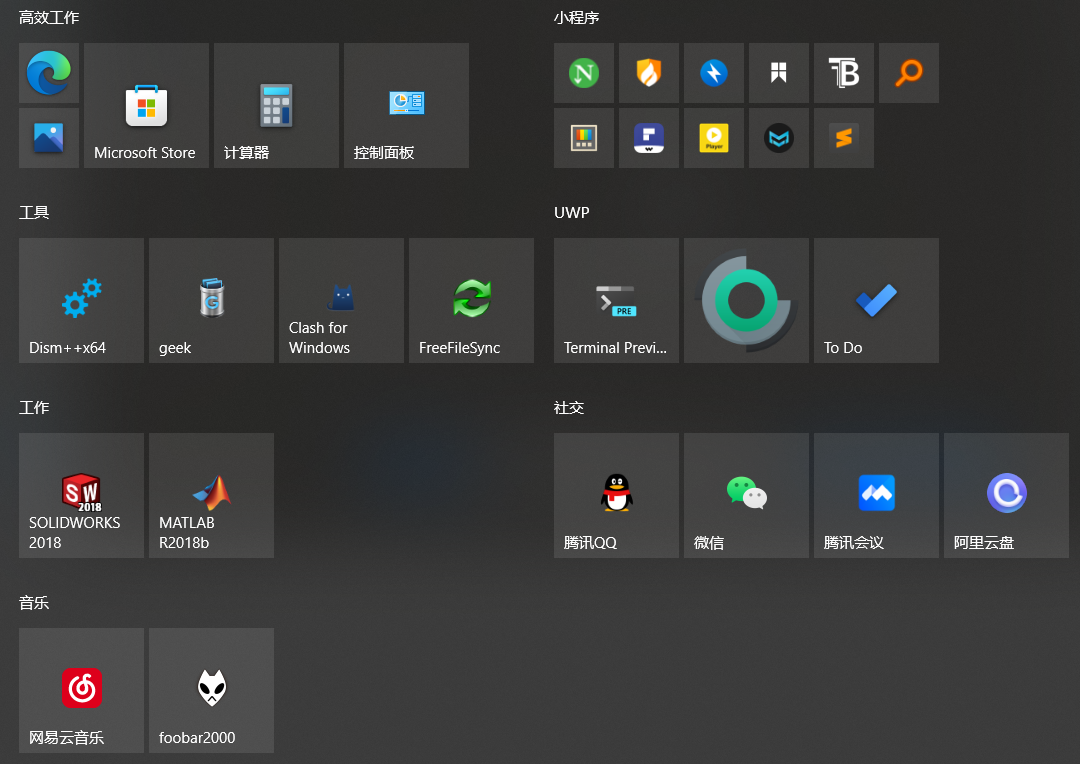 高效工作
小程序
Microsoft Store
计算器
控制面板
Player
工具
UWP
Dism++x64
geek
Clash for
Windows
FreeFileSync
PRE
Terminal Previ...
To Do
工作
社交
SW
2018
SOLIDWORKS
2018
MATLAB
R2018b
腾讯QQ
微信
腾讯会议
阿里云盘
音乐
网易云音乐
foobar2000